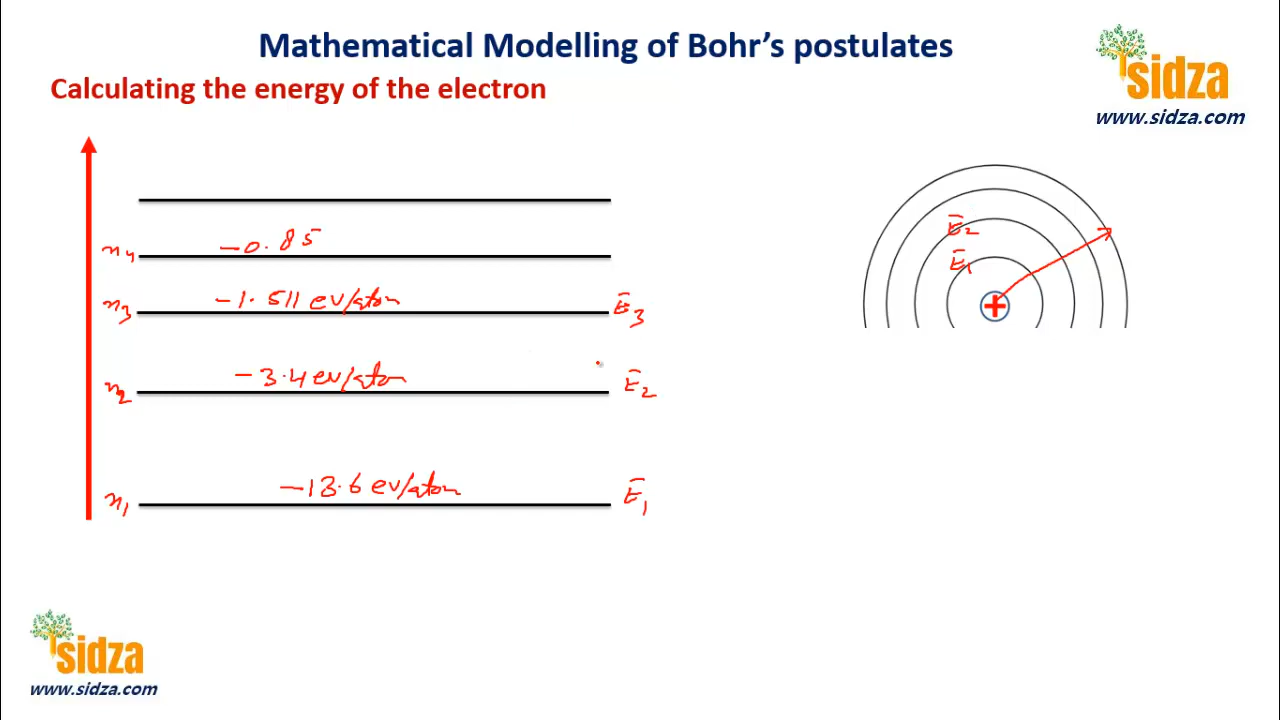 Mathematical Modelling of Bohr’s postulates
Calculating the energy of the electron
sidza
www.sidza.com
n4 -0.85
n3 -1.511 ev/atom E3
n2 -3.4 ev/atom E2
n1 -13.6 ev/atom E1
E2
E1
+
sidza
www.sidza.com